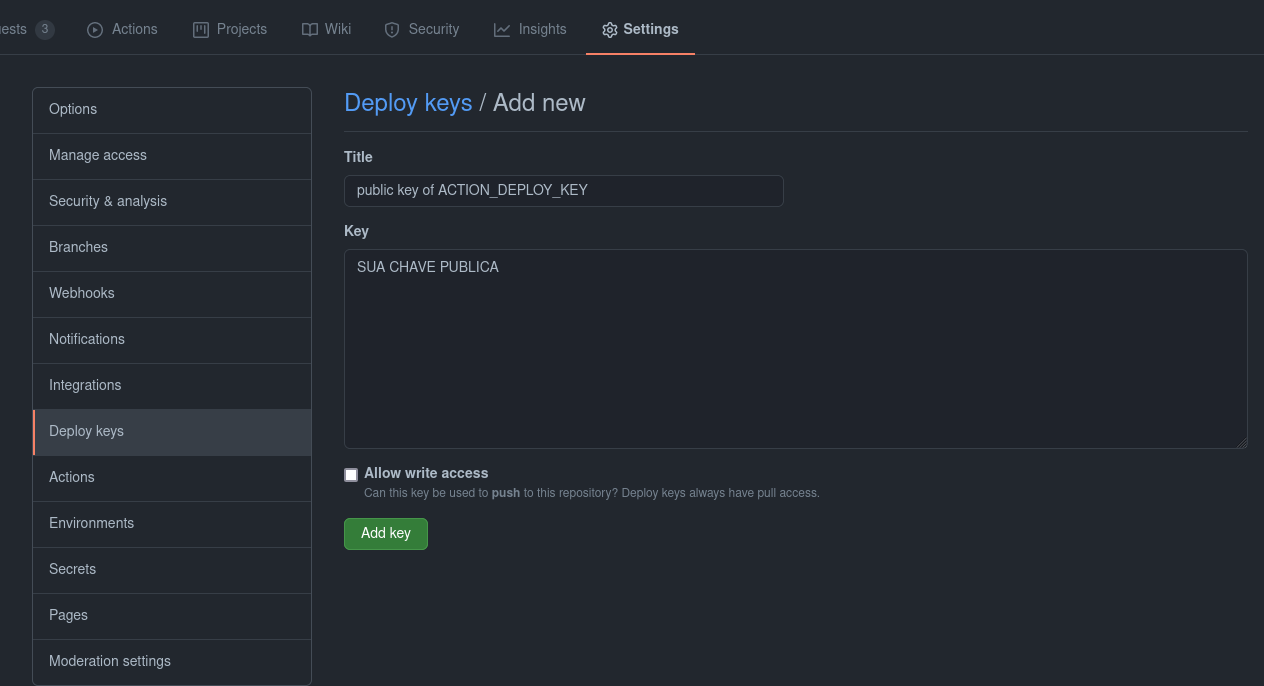 ests 3 Actions Projects Wiki Security Insights Settings
Options
Manage access
Security & analysis
Branches
Webhooks
Notifications
Integrations
Deploy keys
Actions
Environments
Secrets
Pages
Moderation settings
Deploy keys / Add new
Title
public key of ACTION_DEPLOY_KEY
Key
SUA CHAVE PUBLICA
Allow write access
Can this key be used to push to this repository? Deploy keys always have pull access.
Add key